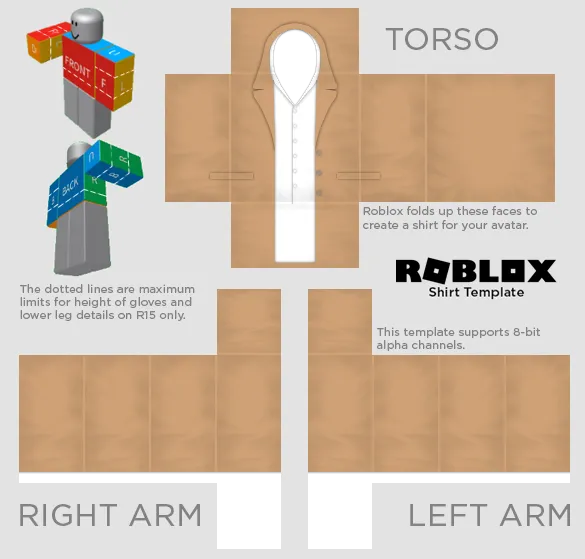 TORSO
FRONT
F
L
R
U
BACK
R
B
Roblox folds up these faces to
create a shirt for your avatar.
ROBLOX
Shirt Template
The dotted lines are maximum
limits for height of gloves and
lower leg details on R15 only.
This template supports 8-bit
alpha channels.
RIGHT ARM
LEFT ARM